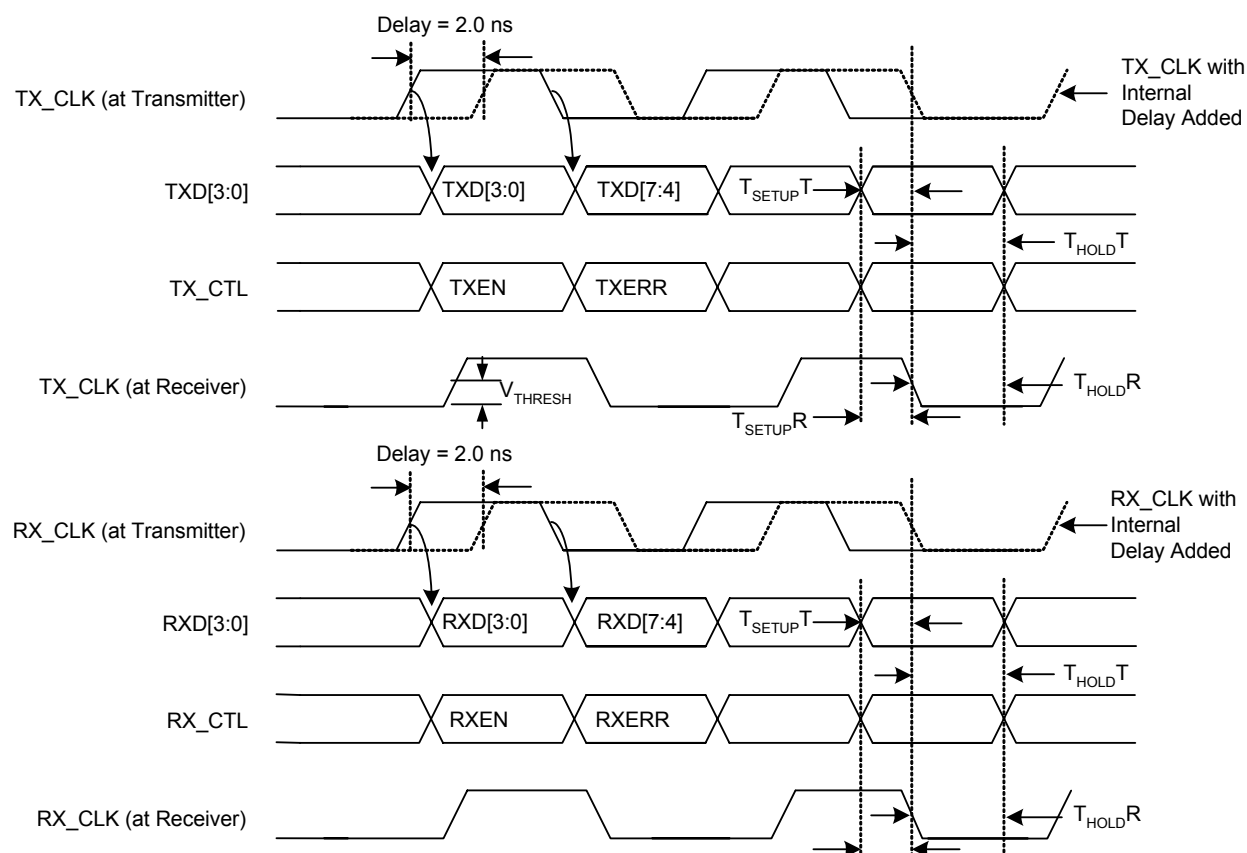 Delay = 2.0 ns
TX_CLK (at Transmitter)
TX_CLK with
Internal
Delay Added
TXD[3:0]
TXD[3:0]
TXD[7:4]
TSETUPT
THOLDT
TX_CTL
TXEN
TXERR
TX_CLK (at Receiver)
VTHRESH
THOLDR
TSETUPR
Delay = 2.0 ns
RX_CLK (at Transmitter)
RX_CLK with
Internal
Delay Added
RXD[3:0]
RXD[3:0]
RXD[7:4]
TSETUPT
THOLDT
RX_CTL
RXEN
RXERR
RX_CLK (at Receiver)
THOLDR